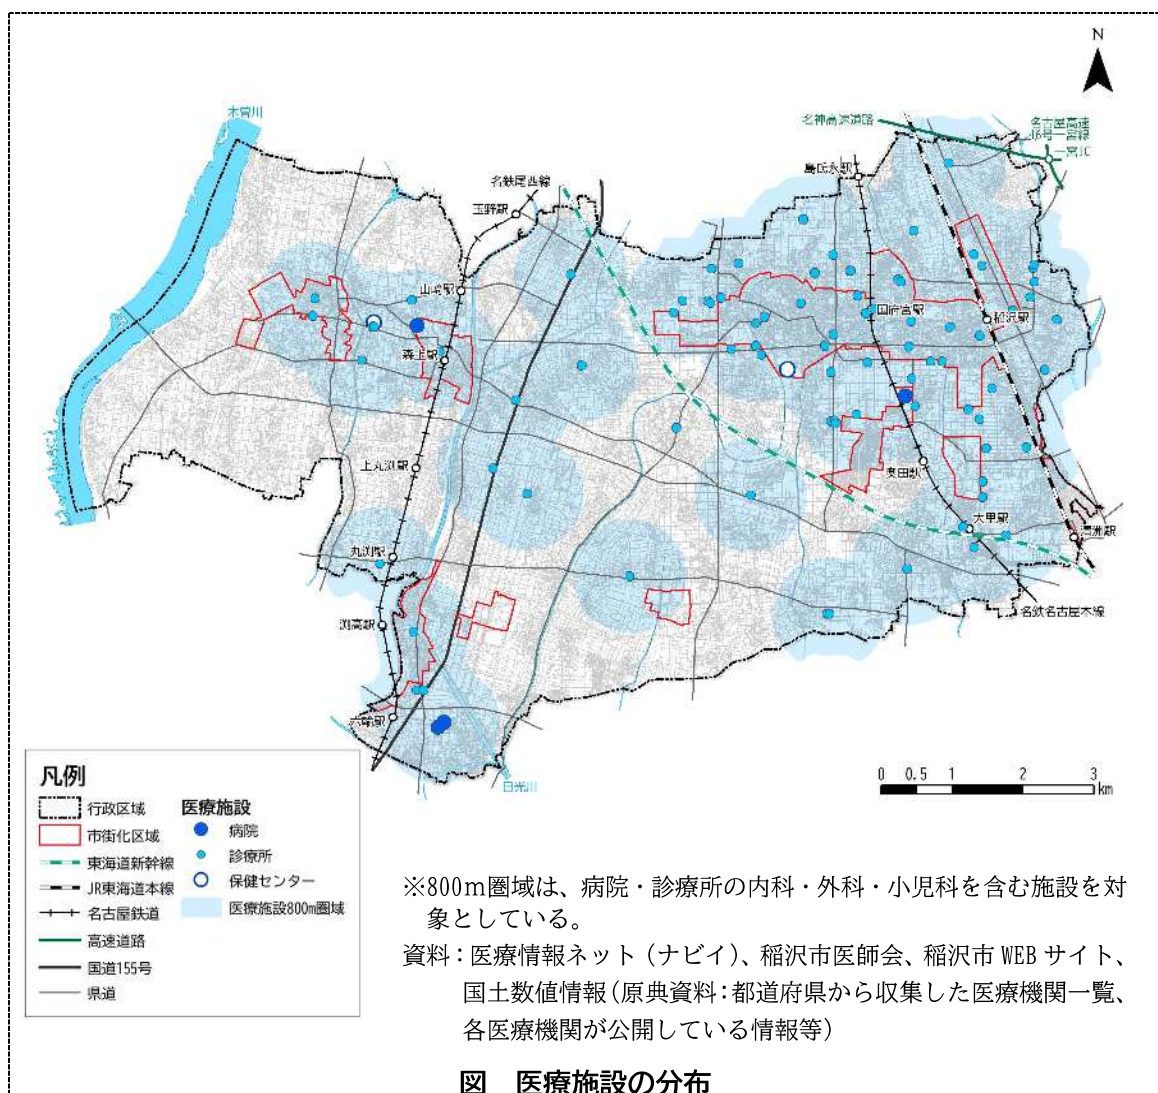 N
木曽川
名神高速道路
名古屋高速
16号一宮線
一宮JC
島氏永駅
名鉄尾西線
玉野駅
山崎駅
国府宮駅
稲沢駅
森上駅
上丸渕駅
奥田駅
大里駅
清洲駅
丸渕駅
渕高駅
名鉄名古屋本線
六輪駅
日光川
0 0.5 1 2 3
km
凡例
行政区域
市街化区域
東海道新幹線
JR東海道本線
名古屋鉄道
高速道路
国道155号
県道
医療施設
病院
診療所
保健センター
医療施設800m圏域
※800m圏域は、病院・診療所の内科・外科・小児科を含む施設を対
象としている。
資料：医療情報ネット（ナビイ）、稲沢市医師会、稲沢市 WEB サイト、
国土数値情報（原典資料：都道府県から収集した医療機関一覧、
各医療機関が公開している情報等）
図 医療施設の分布